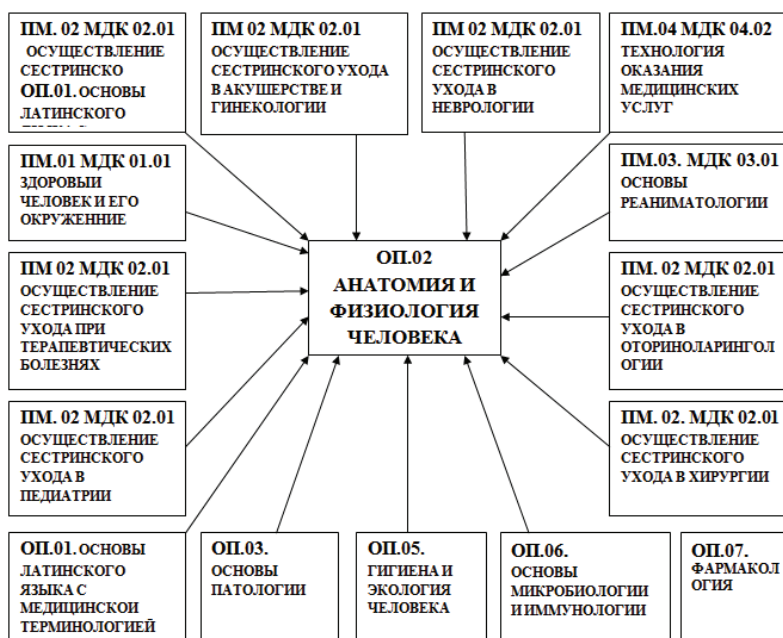 ПМ. 02 МДК 02.01
ОСУЩЕСТВЛЕНИЕ
СЕСТРИНСКО
ОП.01. ОСНОВЫ
ЛАТИНСКОГО
ПМ 02 МДК 02.01
ОСУЩЕСТВЛЕНИЕ
СЕСТРИНСКОГО УХОДА
В АКУШЕРСТВЕ И
ГИНЕКОЛОГИИ
ПМ 02 МДК 02.01
ОСУЩЕСТВЛЕНИЕ
СЕСТРИНСКОГО
УХОДА В
НЕВРОЛОГИИ
ПМ.04 МДК 04.02
ТЕХНОЛОГИЯ
ОКАЗАНИЯ
МЕДИЦИНСКИХ
УСЛУГ
ПМ.01 МДК 01.01
ЗДОРОВЫЙ
ЧЕЛОВЕК И ЕГО
ОКРУЖЕННИЕ
ПМ.03. МДК 03.01
ОСНОВЫ
РЕАНИМАТОЛОГИИ
ОП.02
АНАТОМИЯ И
ФИЗИОЛОГИЯ
ЧЕЛОВЕКА
ПМ 02 МДК 02.01
ОСУЩЕСТВЛЕНИЕ
СЕСТРИНСКОГО
УХОДА ПРИ
ТЕРАПЕВТИЧЕСКИХ
БОЛЕЗНЯХ
ПМ. 02 МДК 02.01
ОСУЩЕСТВЛЕНИЕ
СЕСТРИНСКОГО
УХОДА В
ОТОРИНОЛАРИНГОЛ
ОГИИ
ПМ. 02 МДК 02.01
ОСУЩЕСТВЛЕНИЕ
СЕСТРИНСКОГО
УХОДА В
ПЕДИАТРИИ
ПМ. 02. МДК 02.01
ОСУЩЕСТВЛЕНИЕ
СЕСТРИНСКОГО
УХОДА В ХИРУРГИИ
ОП.01. ОСНОВЫ
ЛАТИНСКОГО
ЯЗЫКА С
МЕДИЦИНСКОЙ
ТЕРМИНОЛОГИЕЙ
ОП.03.
ОСНОВЫ
ПАТОЛОГИИ
ОП.05.
ГИГИЕНА И
ЭКОЛОГИЯ
ЧЕЛОВЕКА
ОП.06.
ОСНОВЫ
МИКРОБИОЛОГИИ
И ИММУНОЛОГИИ
ОП.07.
ФАРМАКОЛ
ОГИЯ